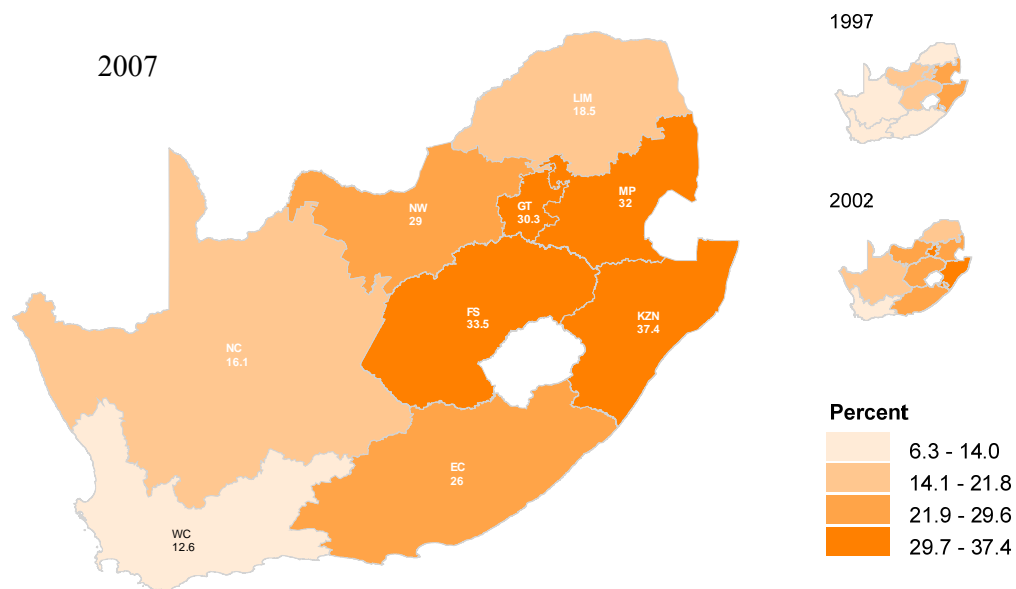 2007
LIM
18.5
NW
29
GT
30.3
MP
32
FS
33.5
KZN
37.4
NC
16.1
EC
26
WC
12.6
1997
2002
Percent
6.3 - 14.0
14.1 - 21.8
21.9 - 29.6
29.7 - 37.4